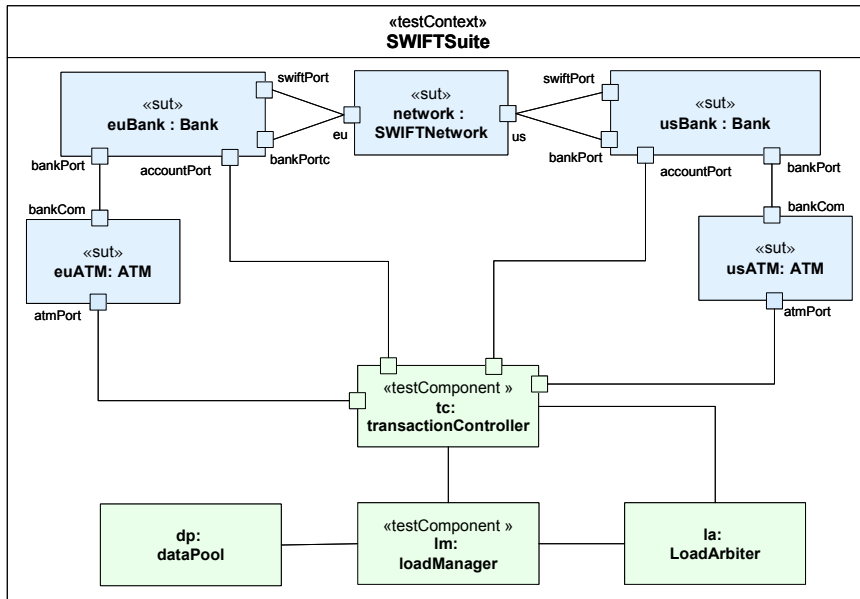 «testContext»
SWIFTSuite
swiftPort
«sut»
euBank : Bank
bankPortc
bankPort
accountPort
«sut»
network :
SWIFTNetwork
eu
us
swiftPort
«sut»
usBank : Bank
bankPort
accountPort
bankPort
bankCom
«sut»
euATM: ATM
atmPort
bankCom
«sut»
usATM: ATM
atmPort
«testComponent »
tc:
transactionController
dp:
dataPool
«testComponent »
lm:
loadManager
la:
LoadArbiter